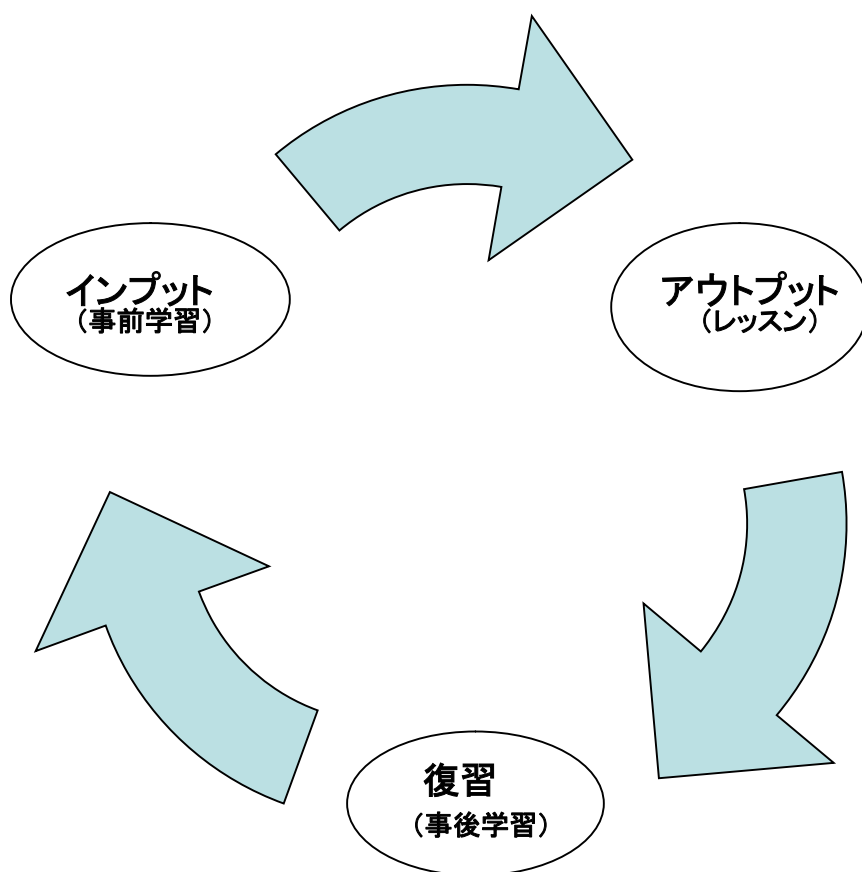 インプット
（事前学習）
アウトプット
（レッスン）
復習
（事後学習）